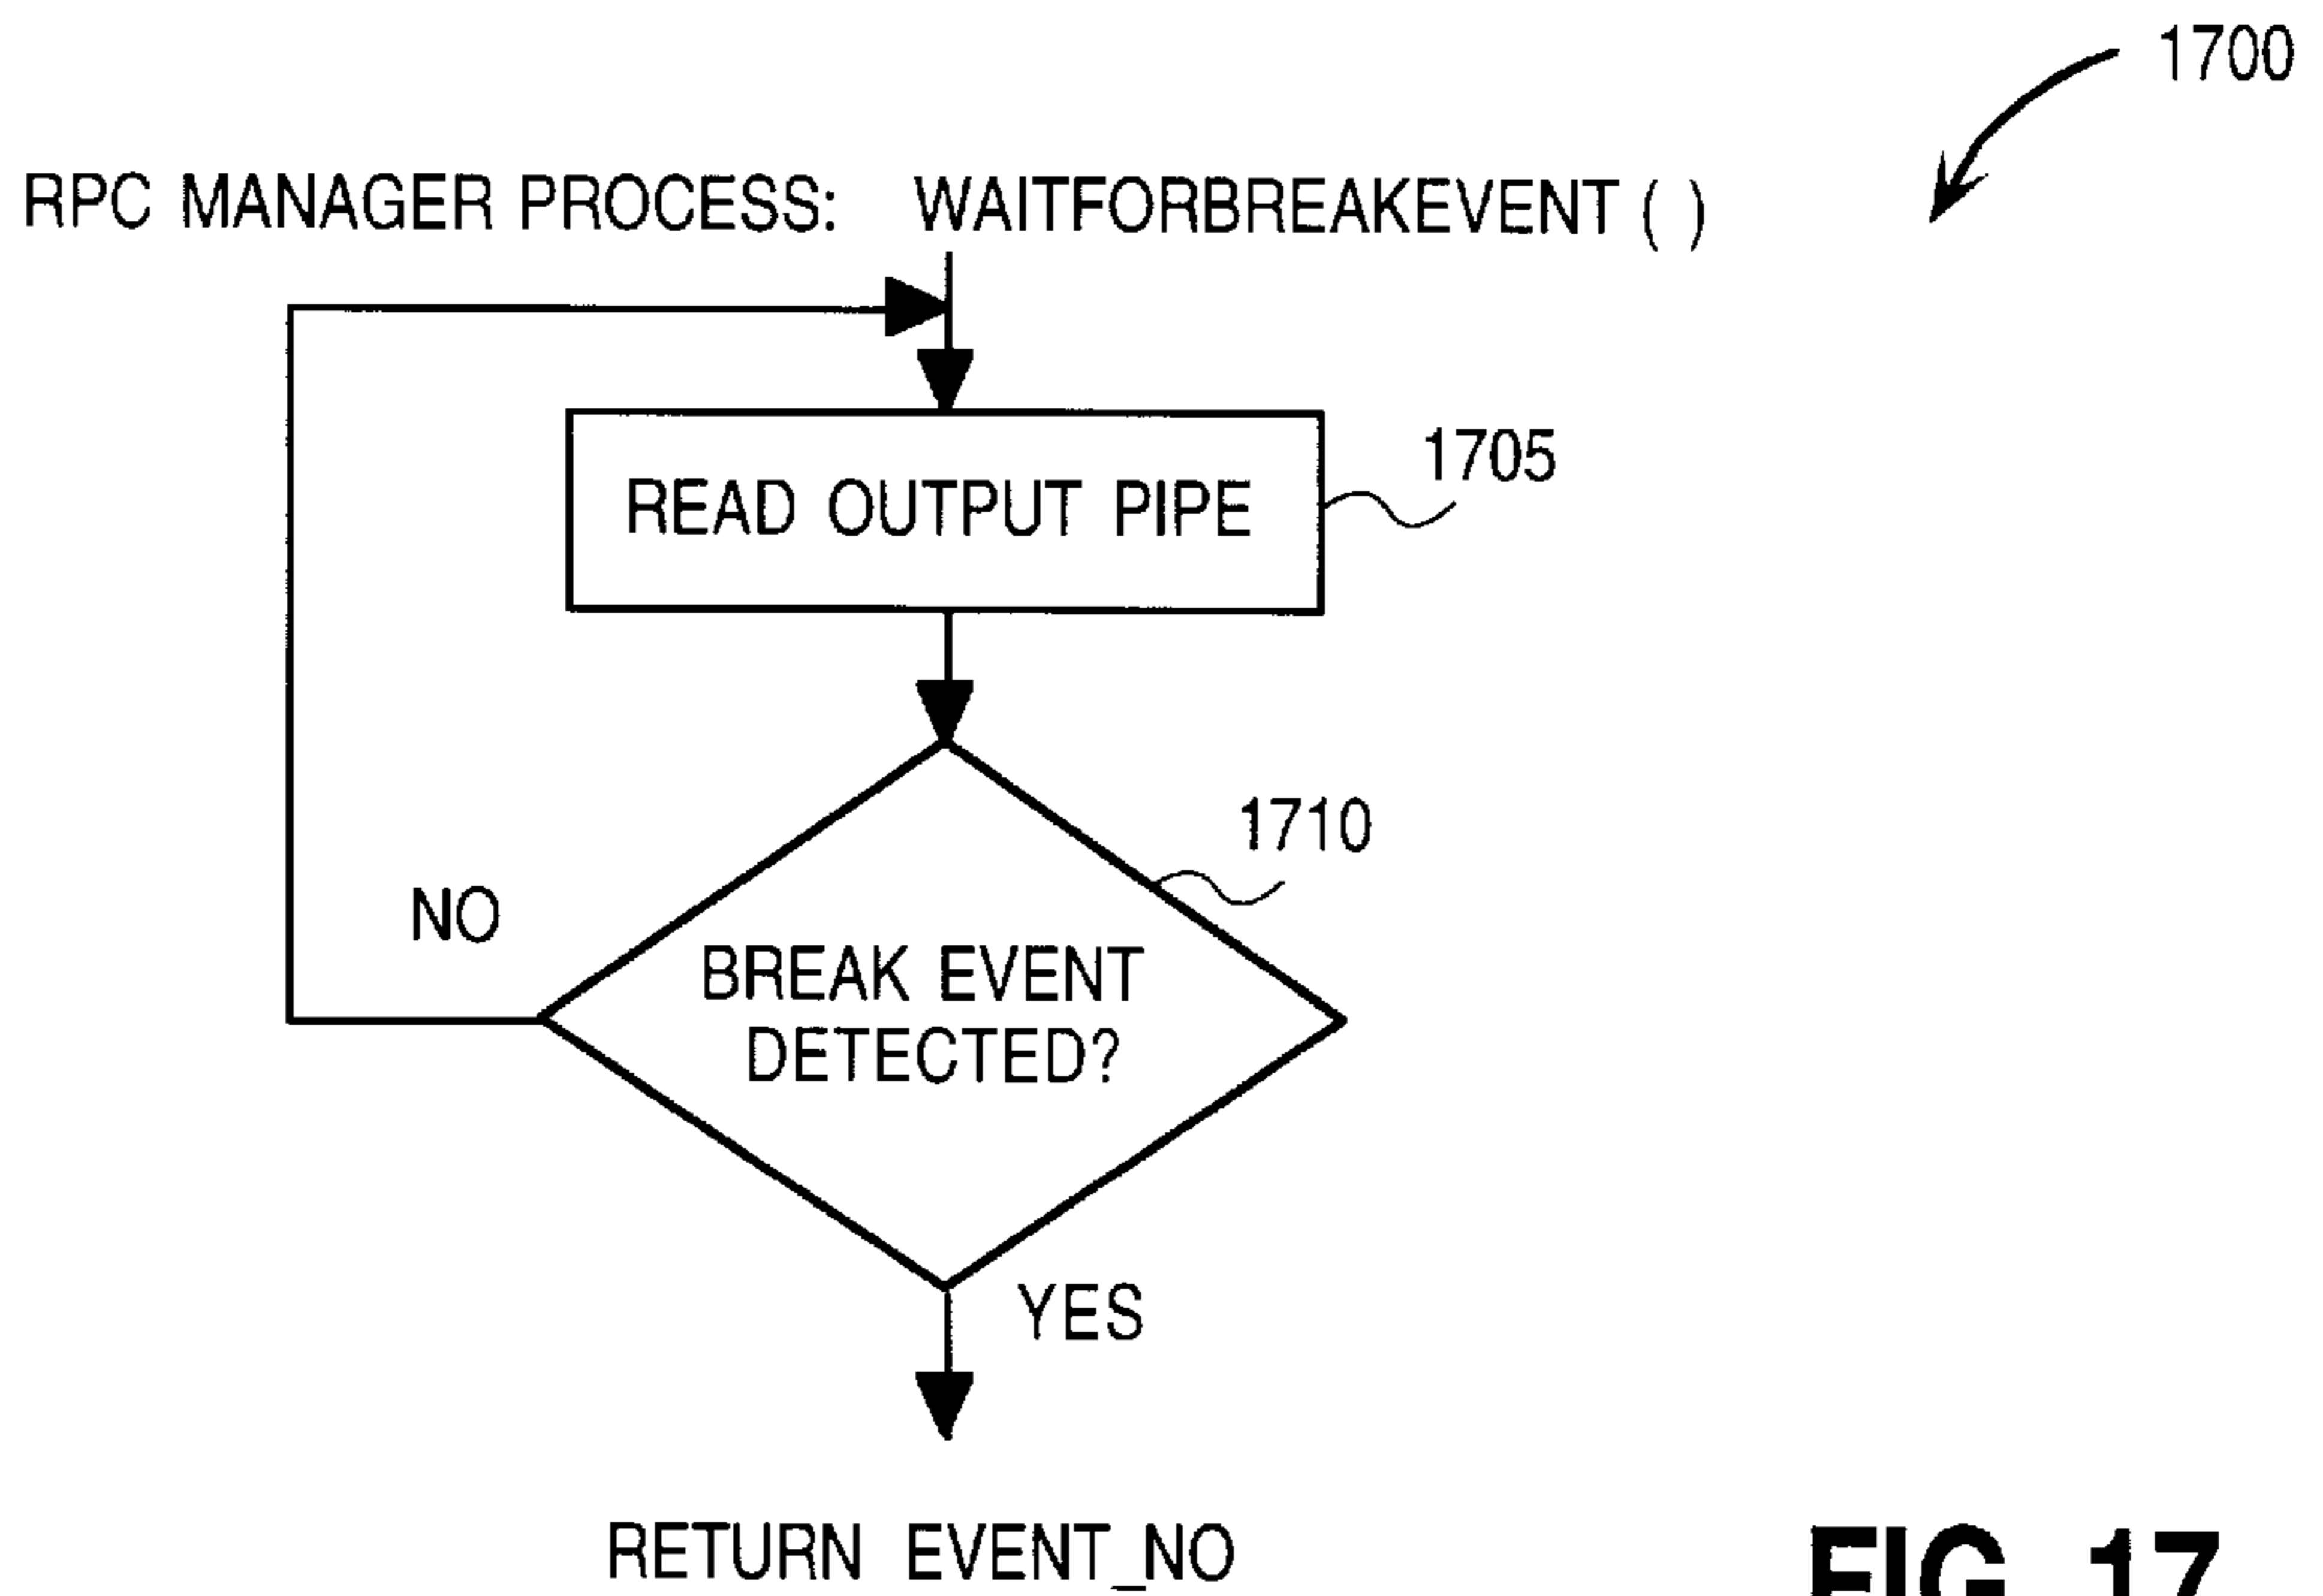 1700
RPC MANAGER PROCESS: WAITFORBREAKEVENT ( )
1705
READ OUTPUT PIPE
1710
NO
BREAK EVENT
DETECTED?
YES
RETURN EVENT_NO
FIG 17